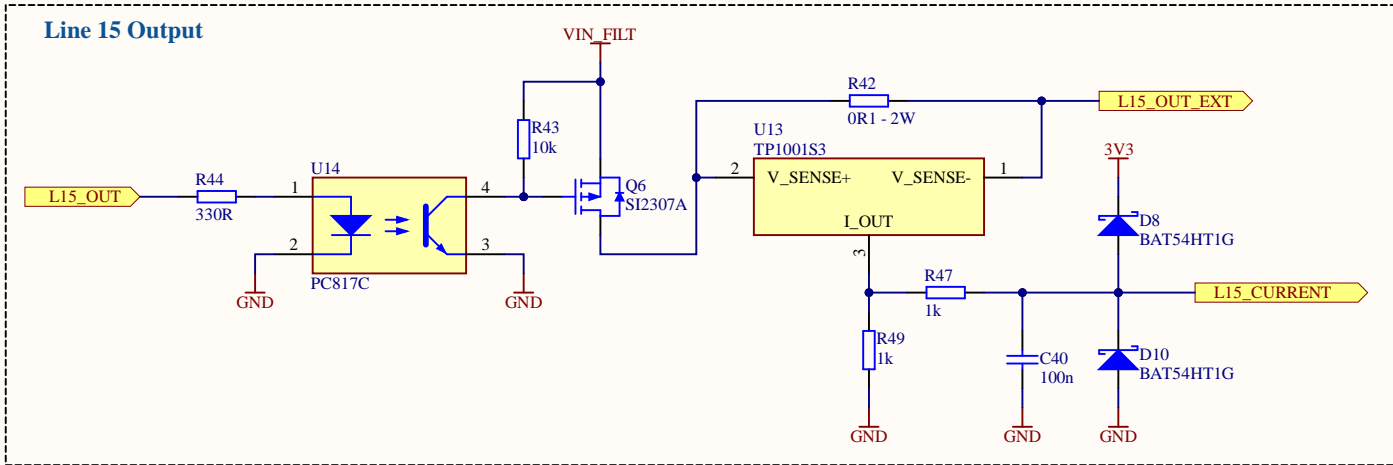 Line 15 Output
VIN_FILT
R42
0R1 - 2W
L15_OUT_EXT
R43
10k
U13
TP1001S3
3V3
U14
L15_OUT
R44
330R
1
4
Q6
SI2307A
2
V_SENSE+
V_SENSE-
1
I_OUT
D8
BAT54HT1G
2
3
PC817C
3
GND
GND
R47
1k
L15_CURRENT
R49
1k
C40
100n
D10
BAT54HT1G
GND
GND
GND